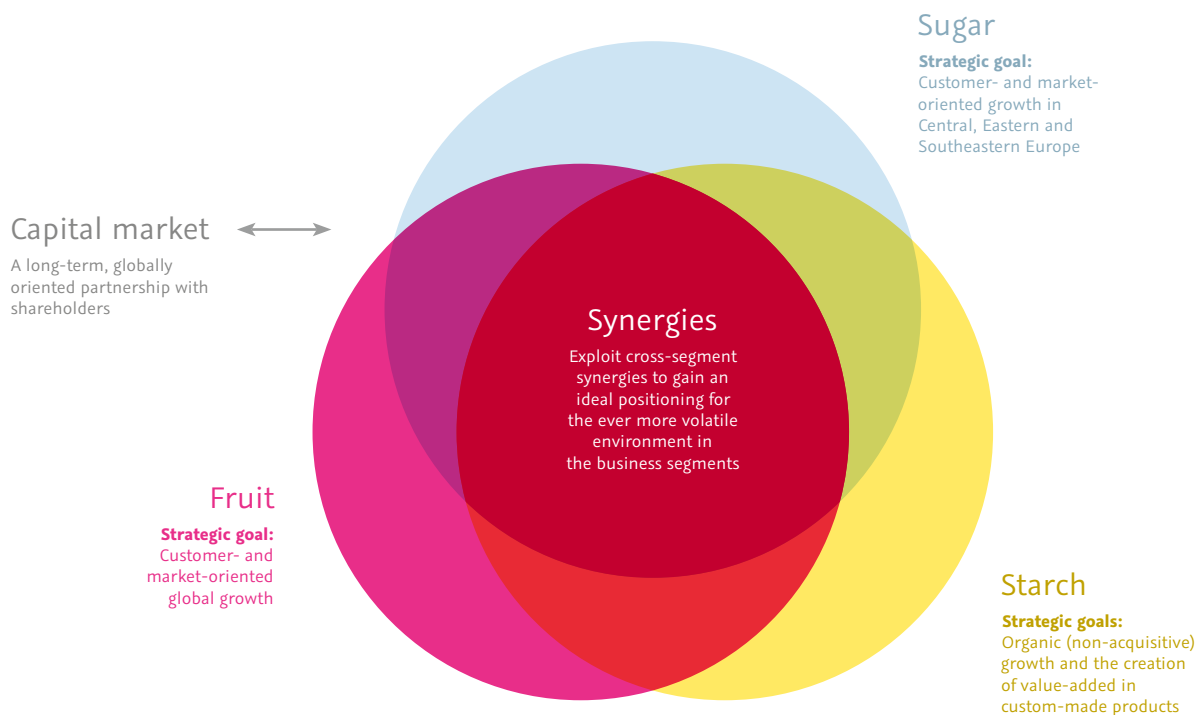 Sugar
Strategic goal:
Customer- and market-
oriented growth in
Central, Eastern and
Southeastern Europe
Capital market
A long-term, globally
oriented partnership with
shareholders
Synergies
Exploit cross-segment
synergies to gain an
ideal positioning for
the ever more volatile
environment in
the business segments
Fruit
Strategic goal:
Customer- and
market-oriented
global growth
Starch
Strategic goals:
Organic (non-acquisitive)
growth and the creation
of value-added in
custom-made products